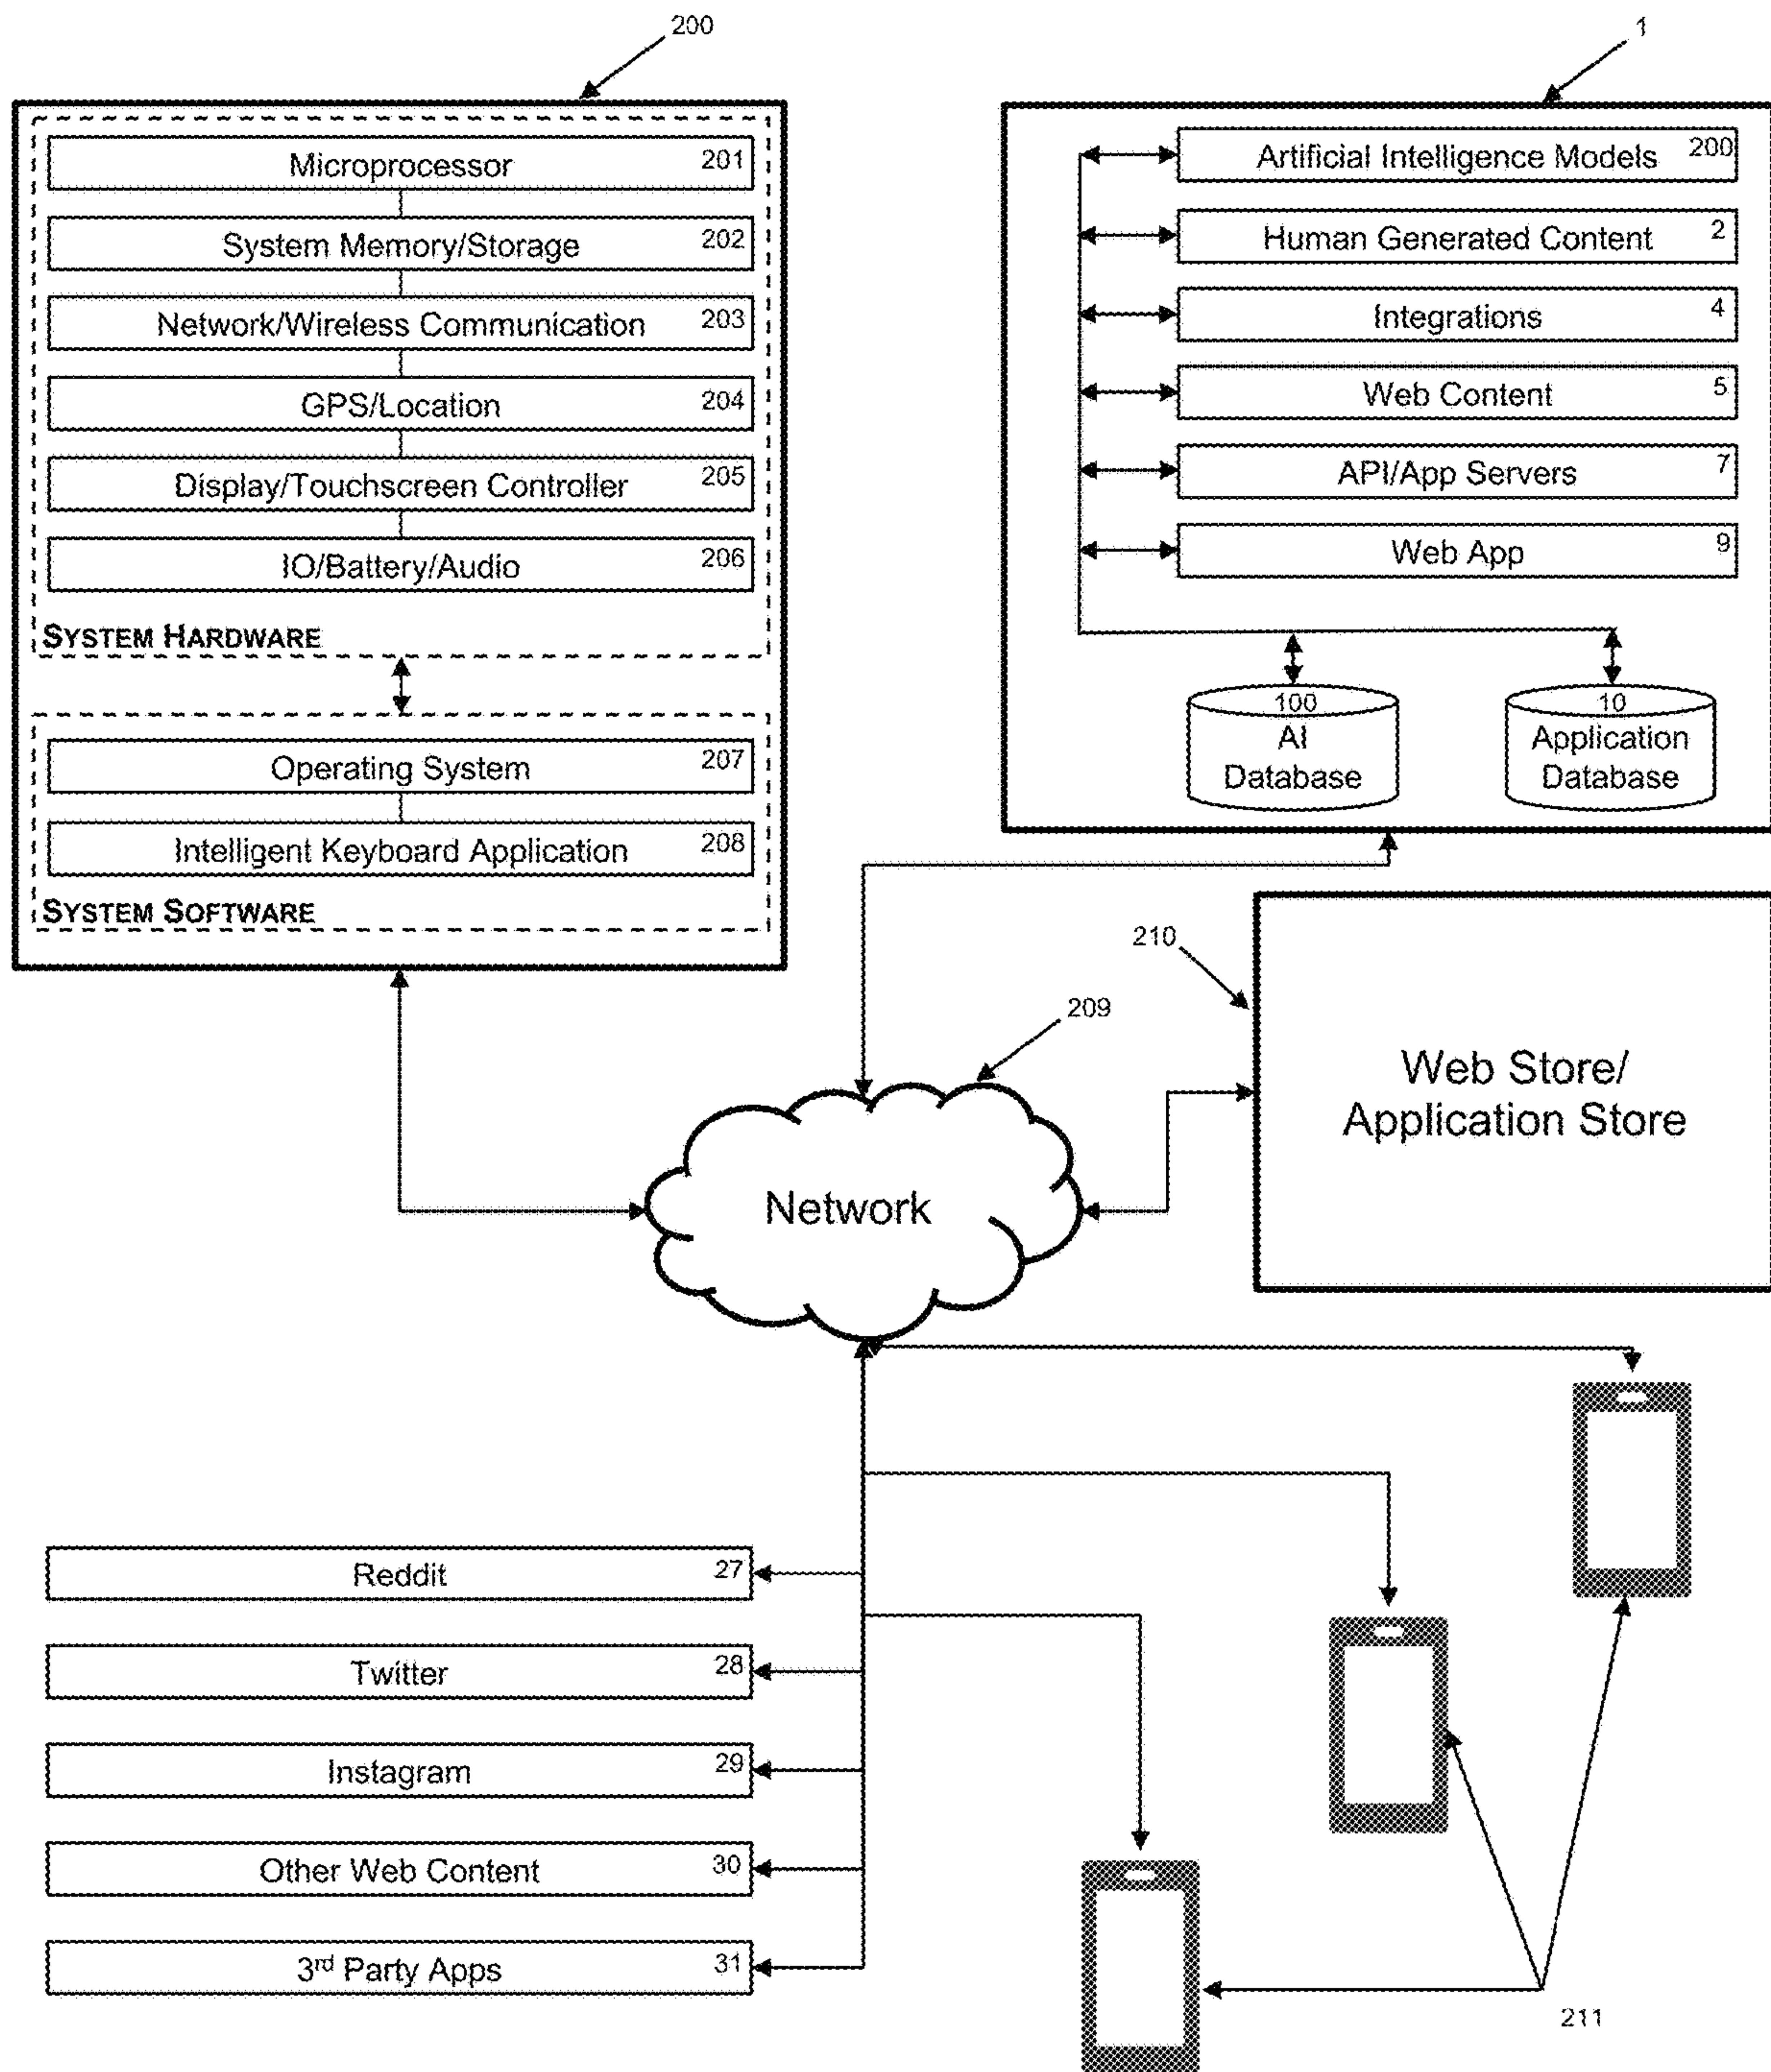 200
Microprocessor 201
System Memory/Storage 202
Network/Wireless Communication 203
GPS/Location 204
Display/Touchscreen Controller 205
IO/Battery/Audio 206
SYSTEM HARDWARE
Operating System 207
Intelligent Keyboard Application 208
SYSTEM SOFTWARE
1
Artificial Intelligence Models 200
Human Generated Content 2
Integrations 4
Web Content 5
API/App Servers 7
Web App 9
100
AI
Database
10
Application
Database
210
Web Store/
Application Store
209
Network
Reddit 27
Twitter 28
Instagram 29
Other Web Content 30
3rd Party Apps 31
211